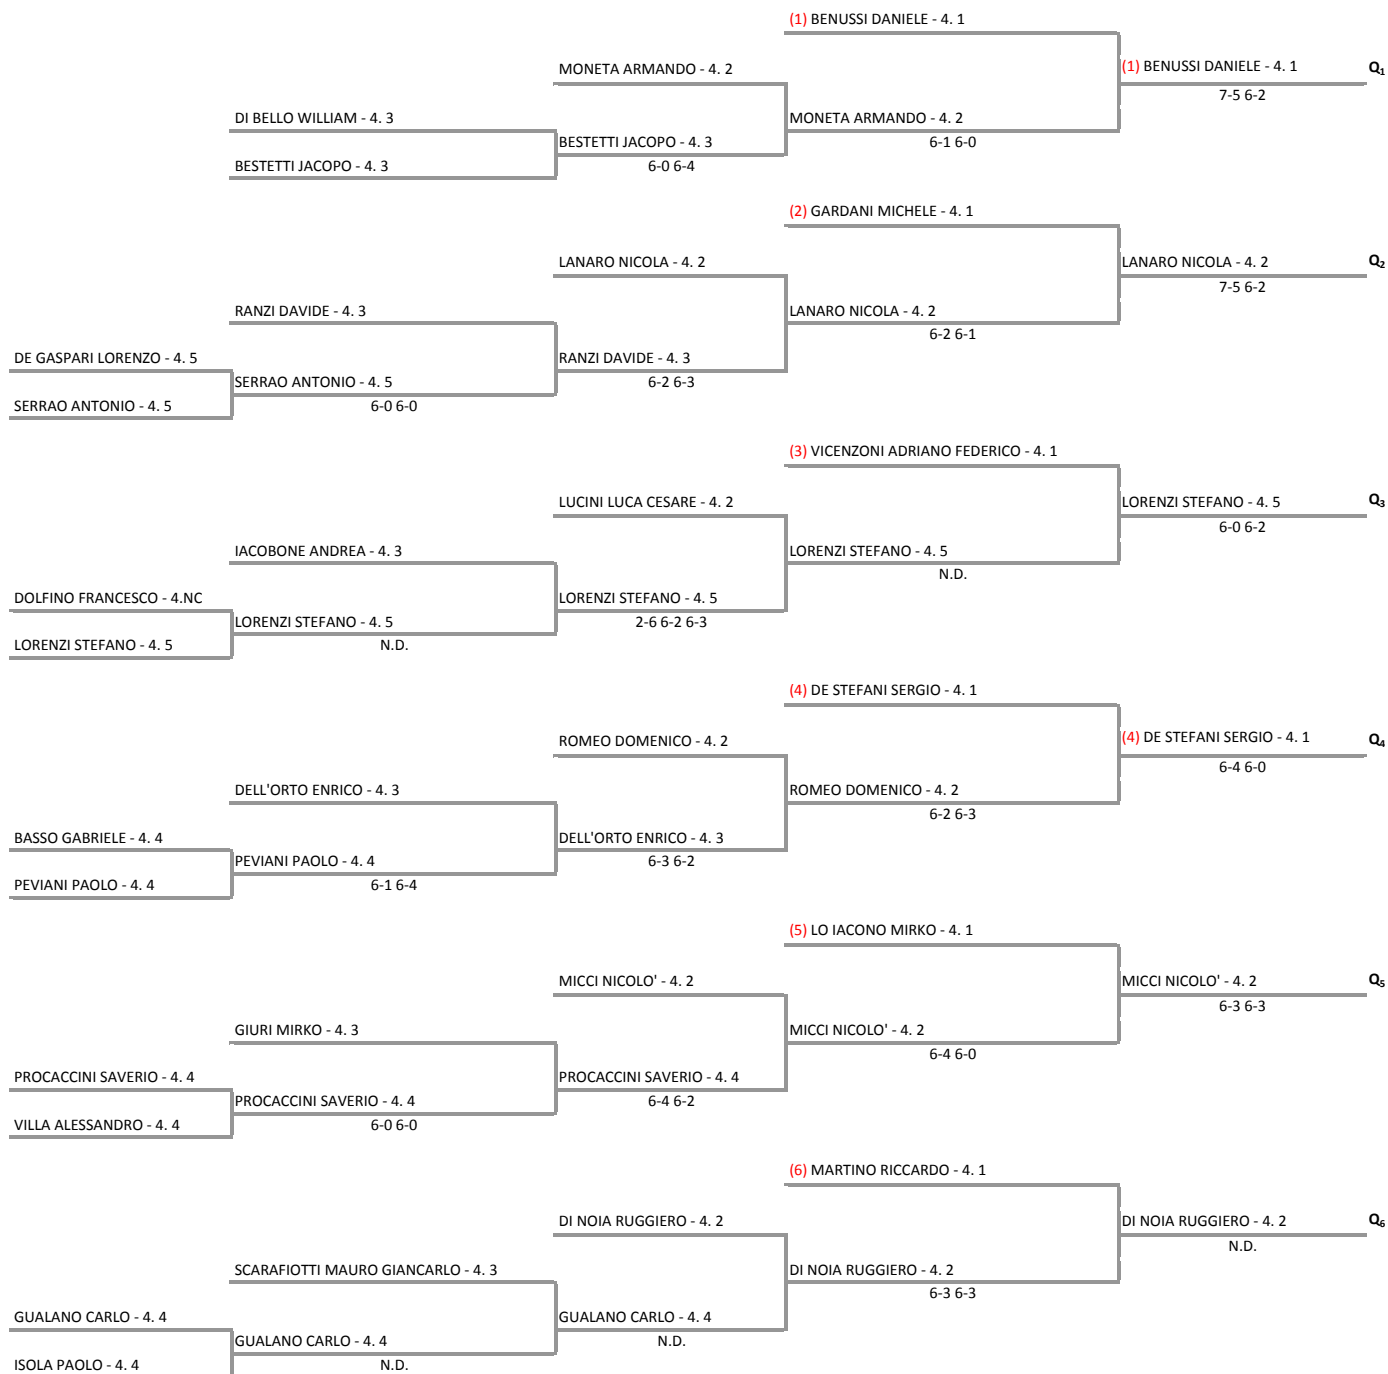 (1) BENUSSI DANIELE - 4. 1
MONETA ARMANDO - 4. 2
(1) BENUSSI DANIELE - 4. 1
Q1
7-5 6-2
DI BELLO WILLIAM - 4. 3
MONETA ARMANDO - 4. 2
6-1 6-0
BESTETTI JACOPO - 4. 3
6-0 6-4
BESTETTI JACOPO - 4. 3
(2) GARDANI MICHELE - 4. 1
LANARO NICOLA - 4. 2
LANARO NICOLA - 4. 2
Q2
7-5 6-2
RANZI DAVIDE - 4. 3
LANARO NICOLA - 4. 2
6-2 6-1
DE GASPARI LORENZO - 4. 5
RANZI DAVIDE - 4. 3
6-2 6-3
SERRAO ANTONIO - 4. 5
6-0 6-0
SERRAO ANTONIO - 4. 5
(3) VICENZONI ADRIANO FEDERICO - 4. 1
LUCINI LUCA CESARE - 4. 2
LORENZI STEFANO - 4. 5
Q3
6-0 6-2
IACOBONE ANDREA - 4. 3
LORENZI STEFANO - 4. 5
N.D.
DOLFINO FRANCESCO - 4.NC
LORENZI STEFANO - 4. 5
2-6 6-2 6-3
LORENZI STEFANO - 4. 5
N.D.
LORENZI STEFANO - 4. 5
(4) DE STEFANI SERGIO - 4. 1
ROMEO DOMENICO - 4. 2
(4) DE STEFANI SERGIO - 4. 1
Q4
6-4 6-0
DELL'ORTO ENRICO - 4. 3
ROMEO DOMENICO - 4. 2
6-2 6-3
BASSO GABRIELE - 4. 4
DELL'ORTO ENRICO - 4. 3
6-3 6-2
PEVIANI PAOLO - 4. 4
6-1 6-4
PEVIANI PAOLO - 4. 4
(5) LO IACONO MIRKO - 4. 1
MICCI NICOLO' - 4. 2
MICCI NICOLO' - 4. 2
Q5
6-3 6-3
GIURI MIRKO - 4. 3
MICCI NICOLO' - 4. 2
6-4 6-0
PROCACCINI SAVERIO - 4. 4
PROCACCINI SAVERIO - 4. 4
6-4 6-2
PROCACCINI SAVERIO - 4. 4
6-0 6-0
VILLA ALESSANDRO - 4. 4
(6) MARTINO RICCARDO - 4. 1
DI NOIA RUGGIERO - 4. 2
DI NOIA RUGGIERO - 4. 2
Q6
N.D.
SCARAFIOTTI MAURO GIANCARLO - 4. 3
DI NOIA RUGGIERO - 4. 2
6-3 6-3
GUALANO CARLO - 4. 4
GUALANO CARLO - 4. 4
N.D.
GUALANO CARLO - 4. 4
N.D.
ISOLA PAOLO - 4. 4